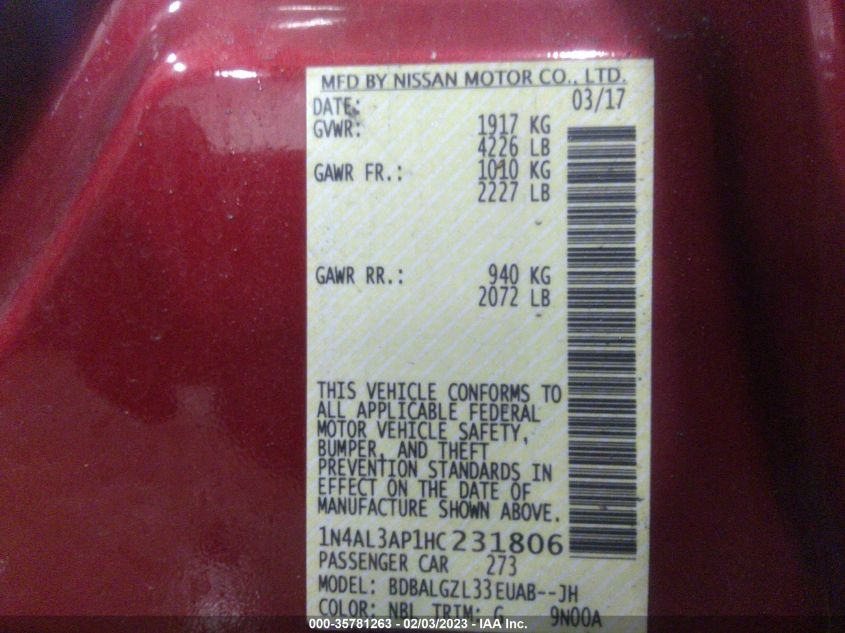 MFD BY NISSAN MOTOR CO., LTD.
DATE: 03/17
GVWR: 1917 KG
4226 LB
GAWR FR.: 1010 KG
2227 LB
GAWR RR.: 940 KG
2072 LB
THIS VEHICLE CONFORMS TO
ALL APPLICABLE FEDERAL
MOTOR VEHICLE SAFETY,
BUMPER, AND THEFT
PREVENTION STANDARDS IN
EFFECT ON THE DATE OF
MANUFACTURE SHOWN ABOVE.
1N4AL3AP1HC231806
PASSENGER CAR 273
MODEL: BDBALGZL33EUAB--JH
COLOR: NBL TRIM: G 9N00A
000-35781263 - 02/03/2023 - IAA Inc.